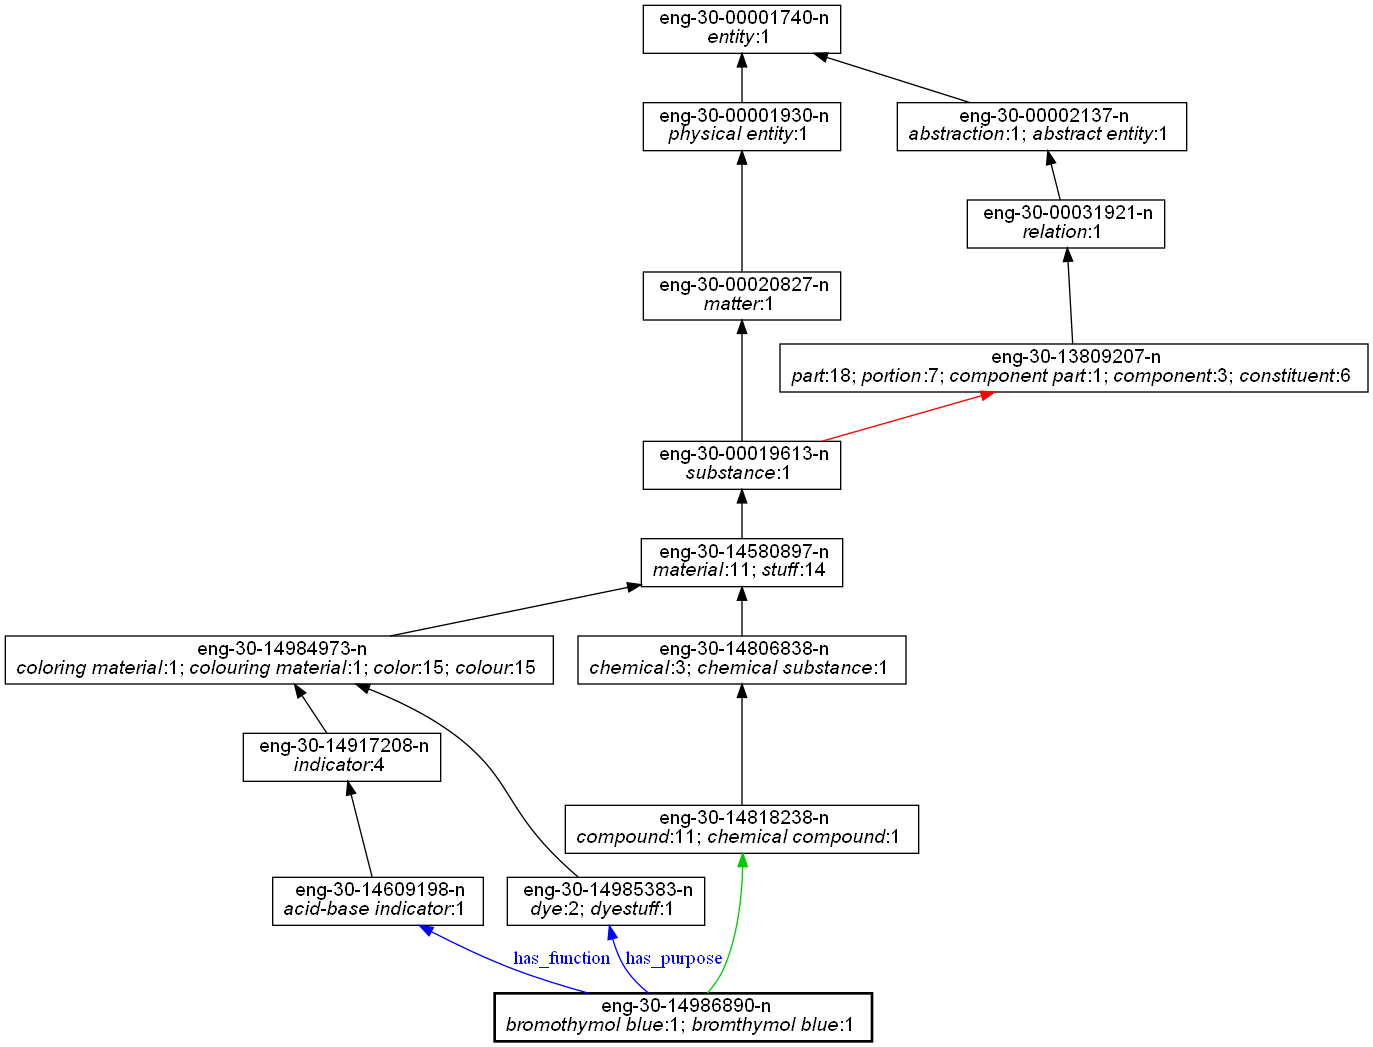 eng-30-00001740-n
entity:1
eng-30-00001930-n
physical entity:1
eng-30-00002137-n
abstraction:1; abstract entity:1
eng-30-00031921-n
relation:1
eng-30-00020827-n
matter:1
eng-30-13809207-n
part:18; portion:7; component part:1; component:3; constituent:6
eng-30-00019613-n
substance:1
eng-30-14580897-n
material:11; stuff:14
eng-30-14984973-n
coloring material:1; colouring material:1; color:15; colour:15
eng-30-14806838-n
chemical:3; chemical substance:1
eng-30-14917208-n
indicator:4
eng-30-14818238-n
compound:11; chemical compound:1
eng-30-14609198-n
acid-base indicator:1
eng-30-14985383-n
dye:2; dyestuff:1
has_function
has_purpose
eng-30-14986890-n
bromothymol blue:1; bromthymol blue:1